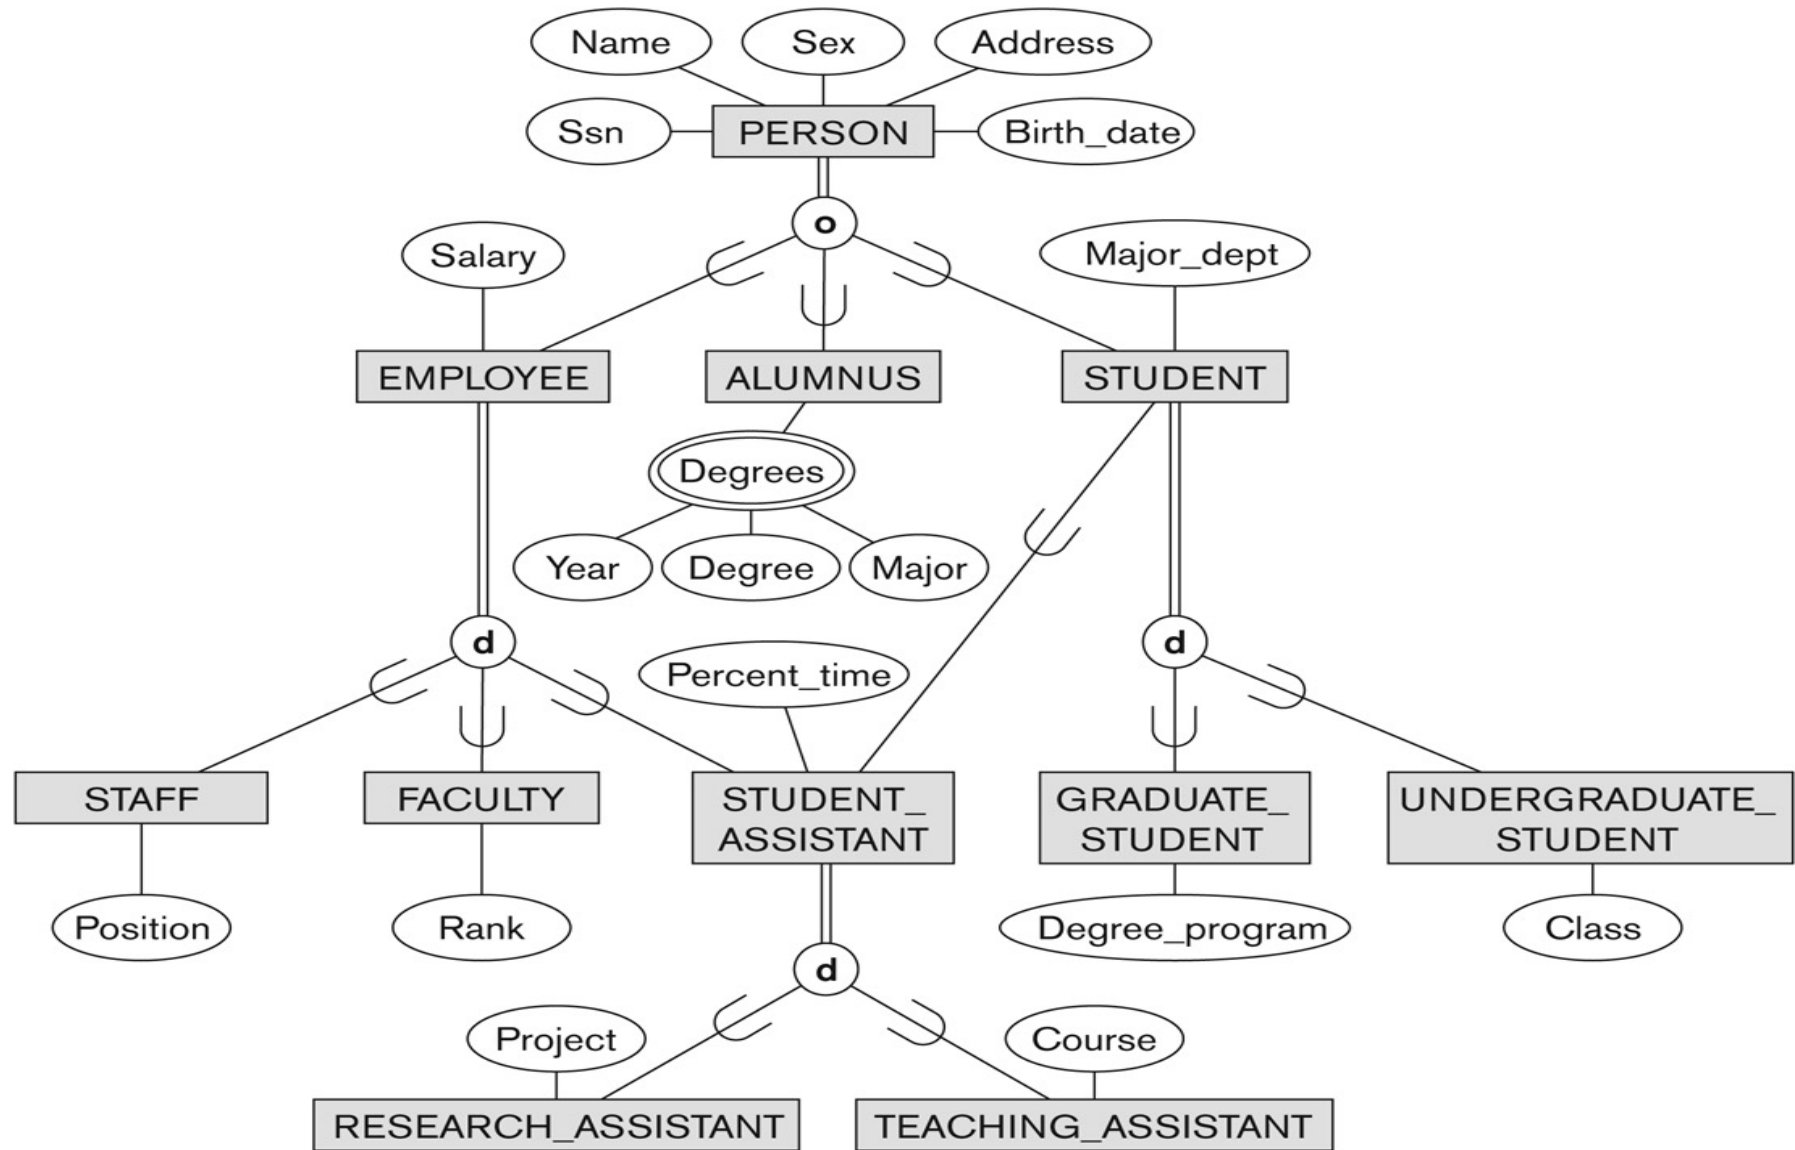 Name
Sex
Address
Ssn
PERSON
Birth_date
o
Salary
Major_dept
EMPLOYEE
ALUMNUS
STUDENT
Degrees
Year
Degree
Major
d
d
Percent_time
STAFF
FACULTY
STUDENT_
ASSISTANT
GRADUATE_
STUDENT
UNDERGRADUATE_
STUDENT
Position
Rank
Degree_program
Class
d
Project
Course
RESEARCH_ASSISTANT
TEACHING_ASSISTANT